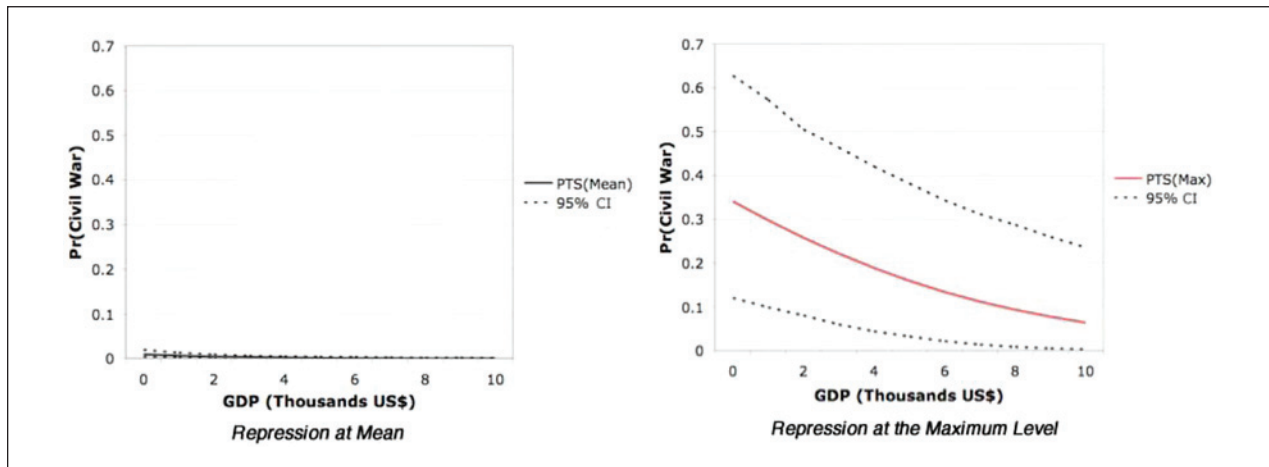 0.7
0.6
0.5
0.4
0.3
0.2
0.1
0
Pr(Civil War)
0 2 4 6 8 10
GDP (Thousands US$)
PTS(Mean)
95% CI
Repression at Mean
0.7
0.6
0.5
0.4
0.3
0.2
0.1
0
Pr(Civil War)
0 2 4 6 8 10
GDP (Thousands US$)
PTS(Max)
95% CI
Repression at the Maximum Level